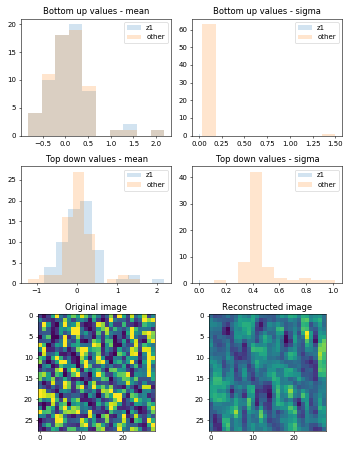 Bottom up values - mean
Bottom up values - sigma
20
15
10
5
0
−0.5 0.0 0.5 1.0 1.5 2.0
z1
other
60
50
40
30
20
10
0
0.00 0.25 0.50 0.75 1.00 1.25 1.50
z1
other
Top down values - mean
Top down values - sigma
25
20
15
10
5
0
−1 0 1 2
z1
other
40
30
20
10
0
0.0 0.2 0.4 0.6 0.8 1.0
z1
other
Original image
Reconstructed image
0
5
10
15
20
25
0 10 20
0
5
10
15
20
25
0 10 20